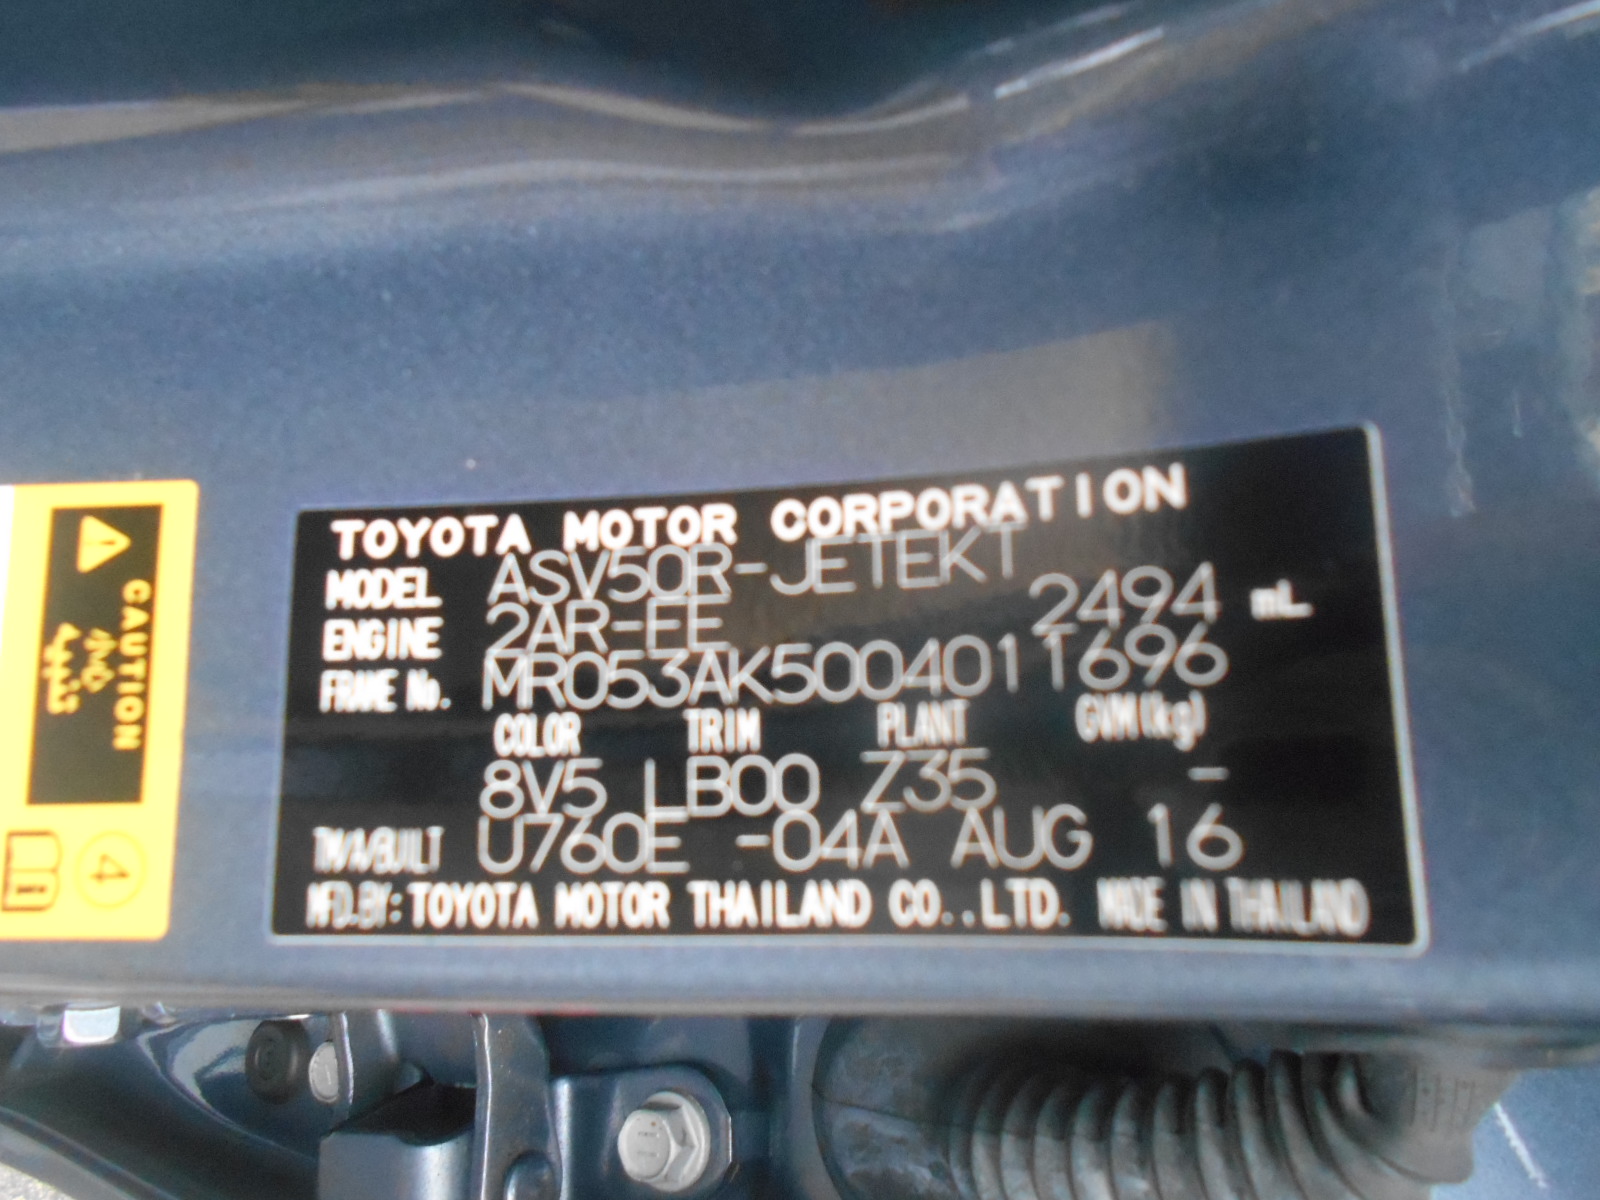 TOYOTA MOTOR CORPORATION
MODEL ASV50R-JETEKT
ENGINE 2AR-FE 2494 mL
FRAME No. MR053AK5004011696
COLOR TRIM PLANT GVM(kg)
8V5 LB00 Z35 -
TM/A/BUILT U760E -04A AUG 16
MFD.BY:TOYOTA MOTOR THAILAND CO.,LTD. MADE IN THAILAND
CAUTION
4